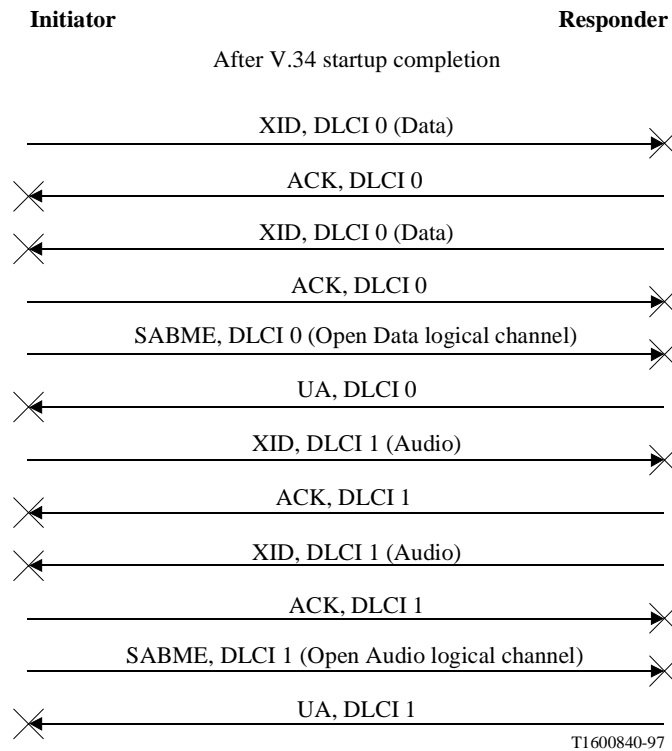 Initiator Responder
After V.34 startup completion
XID, DLCI 0 (Data)
ACK, DLCI 0
XID, DLCI 0 (Data)
ACK, DLCI 0
SABME, DLCI 0 (Open Data logical channel)
UA, DLCI 0
XID, DLCI 1 (Audio)
ACK, DLCI 1
XID, DLCI 1 (Audio)
ACK, DLCI 1
SABME, DLCI 1 (Open Audio logical channel)
UA, DLCI 1
T1600840-97